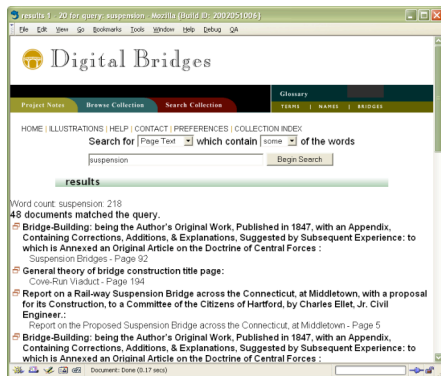 results 1 - 20 for query: suspension - Mozilla {Build ID: 2002051006}
File Edit View Go Bookmarks Tools Window Help Debug QA
Digital Bridges
Glossary
Project Notes Browse Collection Search Collection
TERMS | NAMES | BRIDGES
HOME | ILLUSTRATIONS | HELP | CONTACT | PREFERENCES | COLLECTION INDEX
Search for Page Text which contain some of the words
suspension Begin Search
results
Word count: suspension: 218
48 documents matched the query.
Bridge-Building: being the Author's Original Work, Published in 1847, with an Appendix,
Containing Corrections, Additions, & Explanations, Suggested by Subsequent Experience: to
which is Annexed an Original Article on the Doctrine of Central Forces :
Suspension Bridges - Page 92
General theory of bridge construction title page:
Cove-Run Viaduct - Page 194
Report on a Rail-way Suspension Bridge across the Connecticut, at Middletown, with a proposal
for its Construction, to a Committee of the Citizens of Hartford, by Charles Ellet, Jr. Civil
Engineer.:
Report on the Proposed Suspension Bridge across the Connecticut, at Middletown - Page 5
Bridge-Building: being the Author's Original Work, Published in 1847, with an Appendix,
Containing Corrections, Additions, & Explanations, Suggested by Subsequent Experience: to
which is Annexed an Original Article on the Doctrine of Central Forces :
Document: Done (0.17 secs)